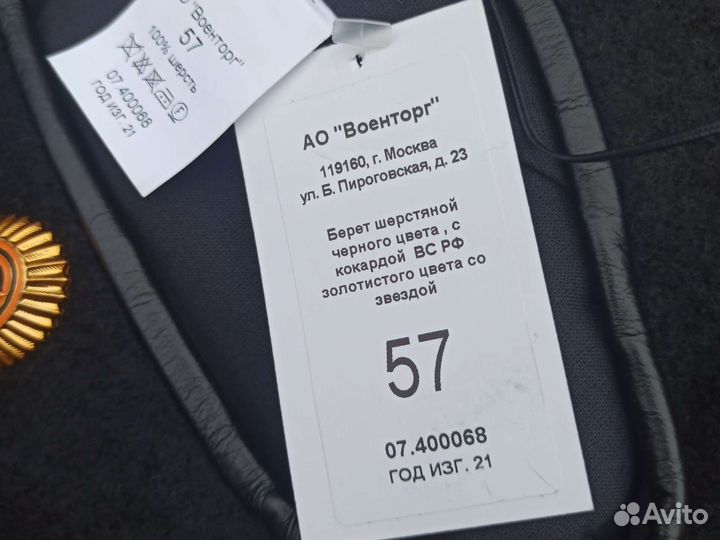 АО "Военторг"
57
100% шерсть
07.400068
ГОД ИЗГ. 21
АО "Военторг"
119160, г. Москва
ул. Б. Пироговская, д. 23
Берет шерстяной
черного цвета , с
кокардой ВС РФ
золотистого цвета со
звездой
57
07.400068
ГОД ИЗГ. 21
Avito